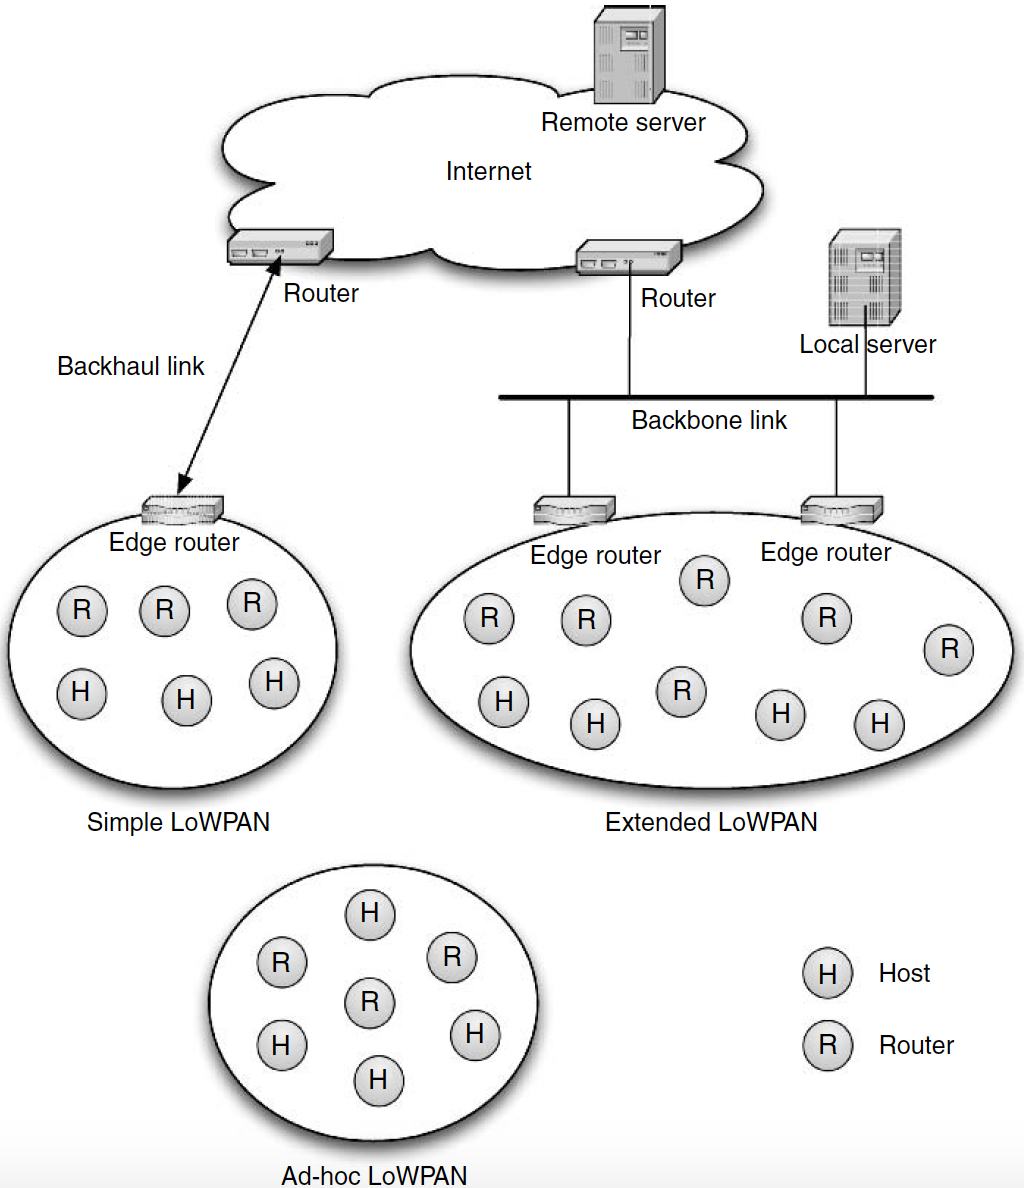 Remote server
Internet
Router
Router
Local server
Backhaul link
Backbone link
Edge router
Edge router
Edge router
R
R
R
H
H
H
R
R
R
R
R
H
H
R
H
H
Simple LoWPAN
Extended LoWPAN
H
R
R
R
H
H
H
H Host
R Router
Ad-hoc LoWPAN